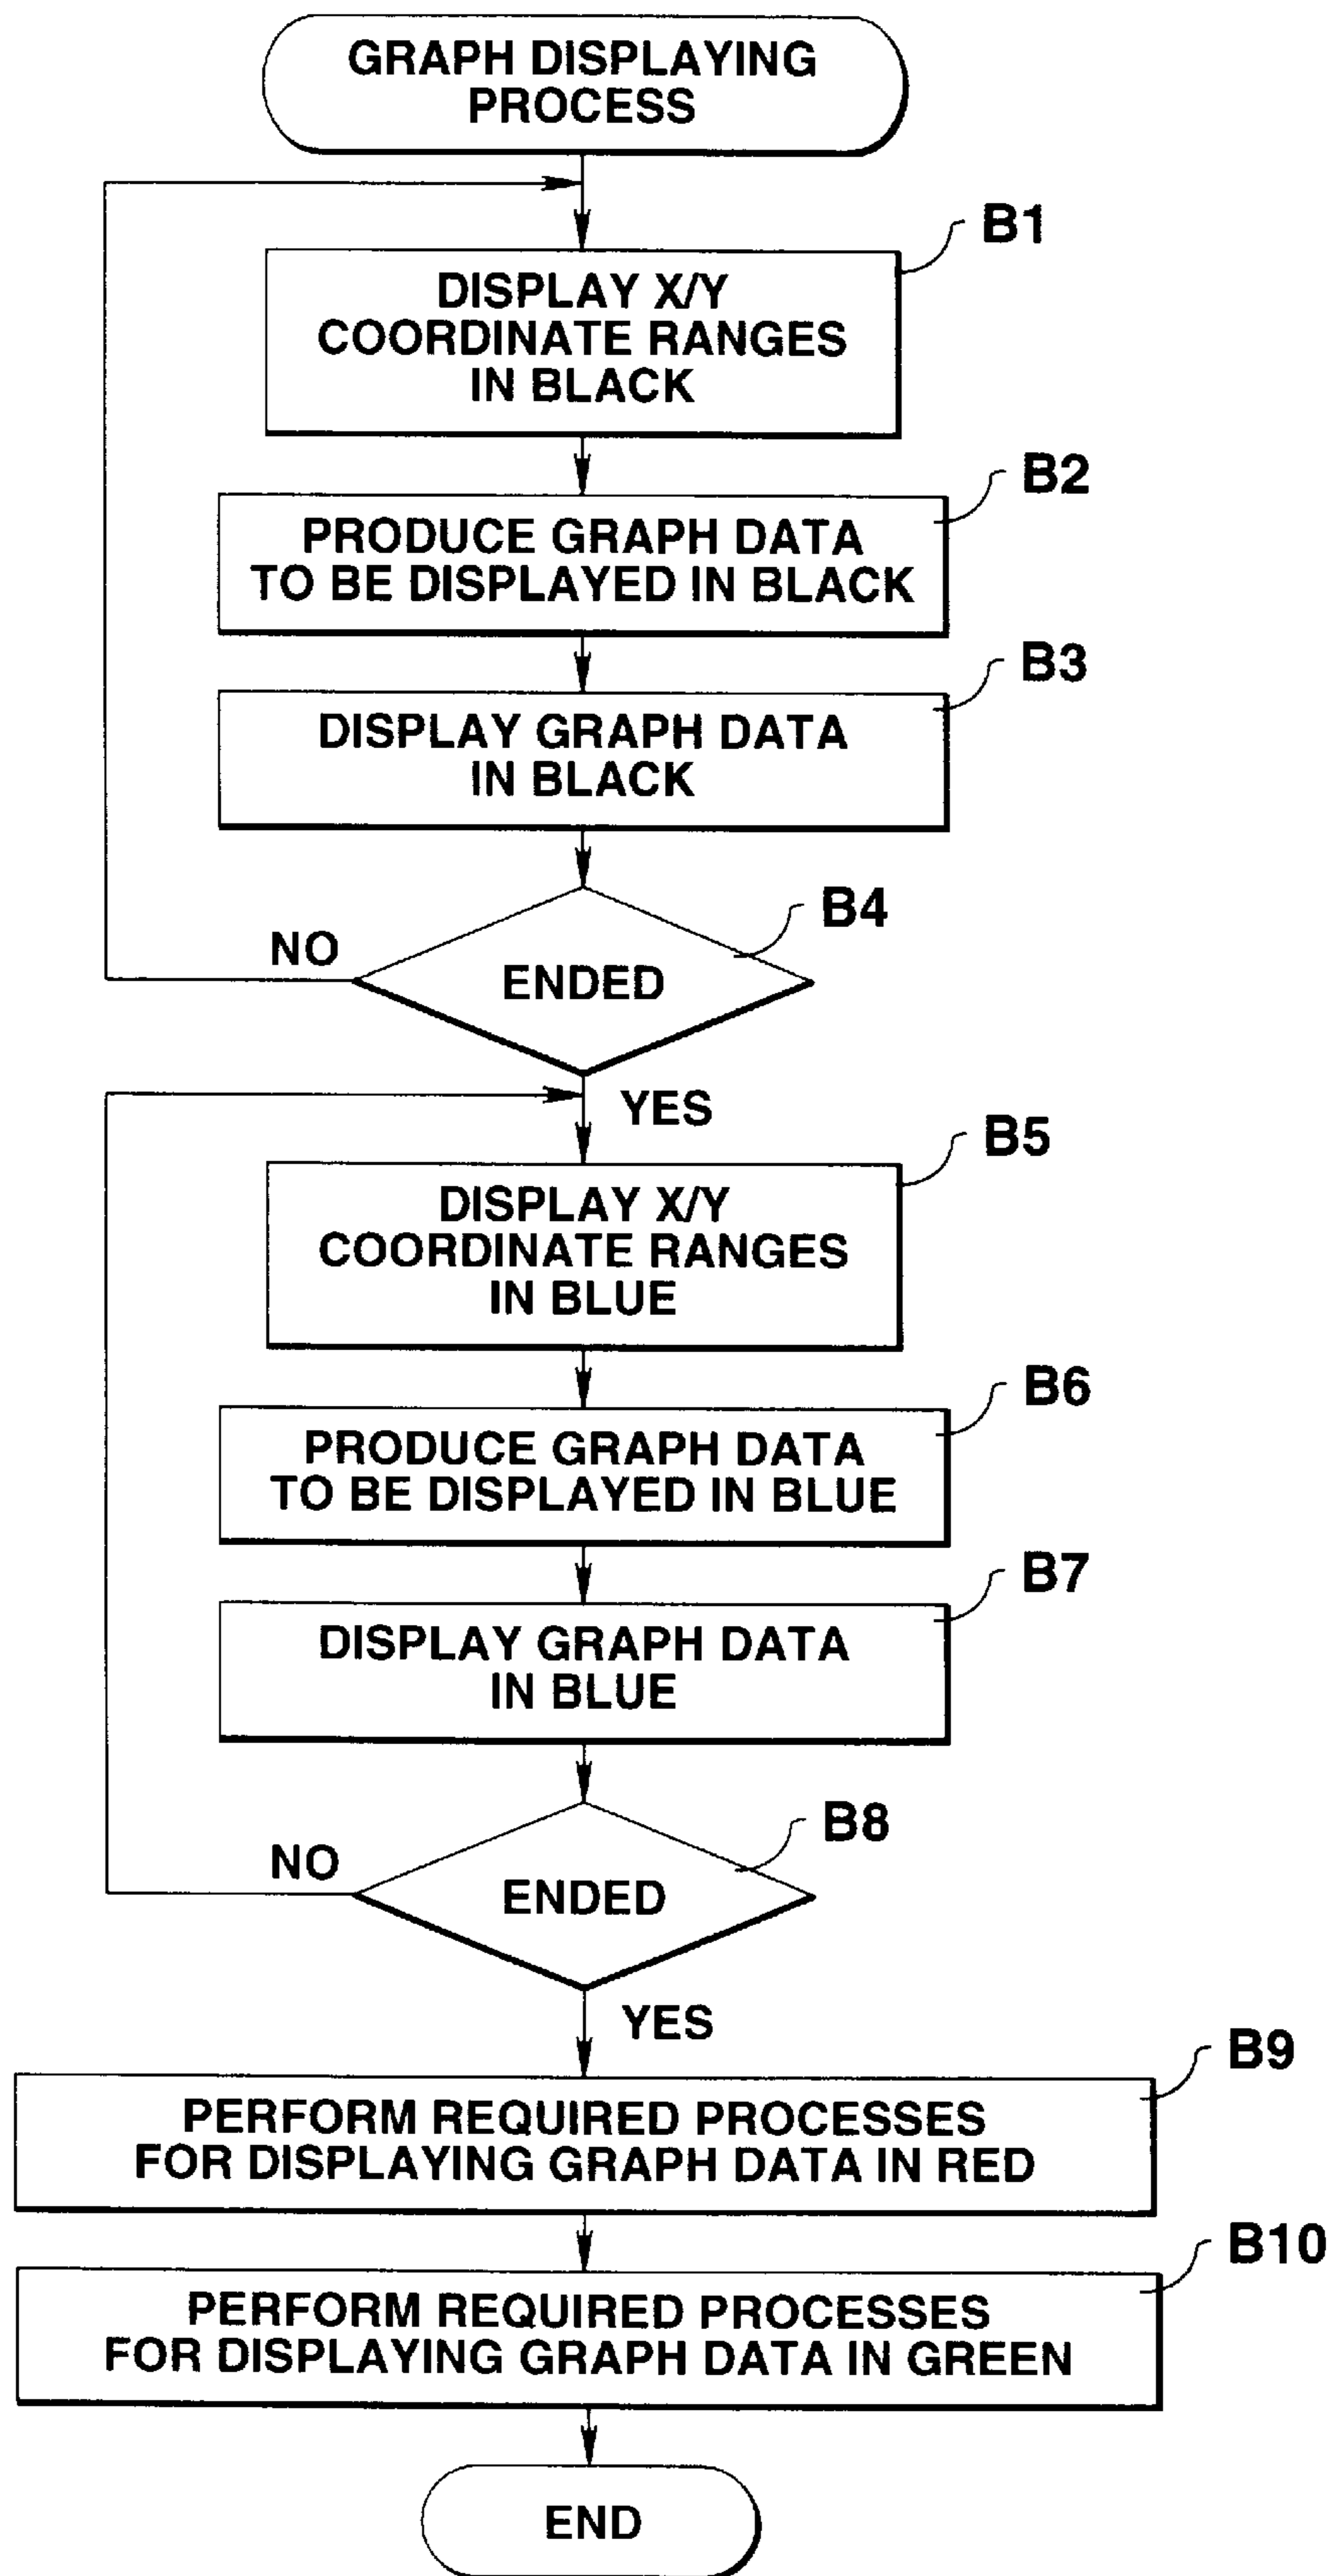 GRAPH DISPLAYING
PROCESS
B1
DISPLAY X/Y
COORDINATE RANGES
IN BLACK
B2
PRODUCE GRAPH DATA
TO BE DISPLAYED IN BLACK
B3
DISPLAY GRAPH DATA
IN BLACK
B4
NO
ENDED
YES
B5
DISPLAY X/Y
COORDINATE RANGES
IN BLUE
B6
PRODUCE GRAPH DATA
TO BE DISPLAYED IN BLUE
B7
DISPLAY GRAPH DATA
IN BLUE
B8
NO
ENDED
YES
B9
PERFORM REQUIRED PROCESSES
FOR DISPLAYING GRAPH DATA IN RED
B10
PERFORM REQUIRED PROCESSES
FOR DISPLAYING GRAPH DATA IN GREEN
END